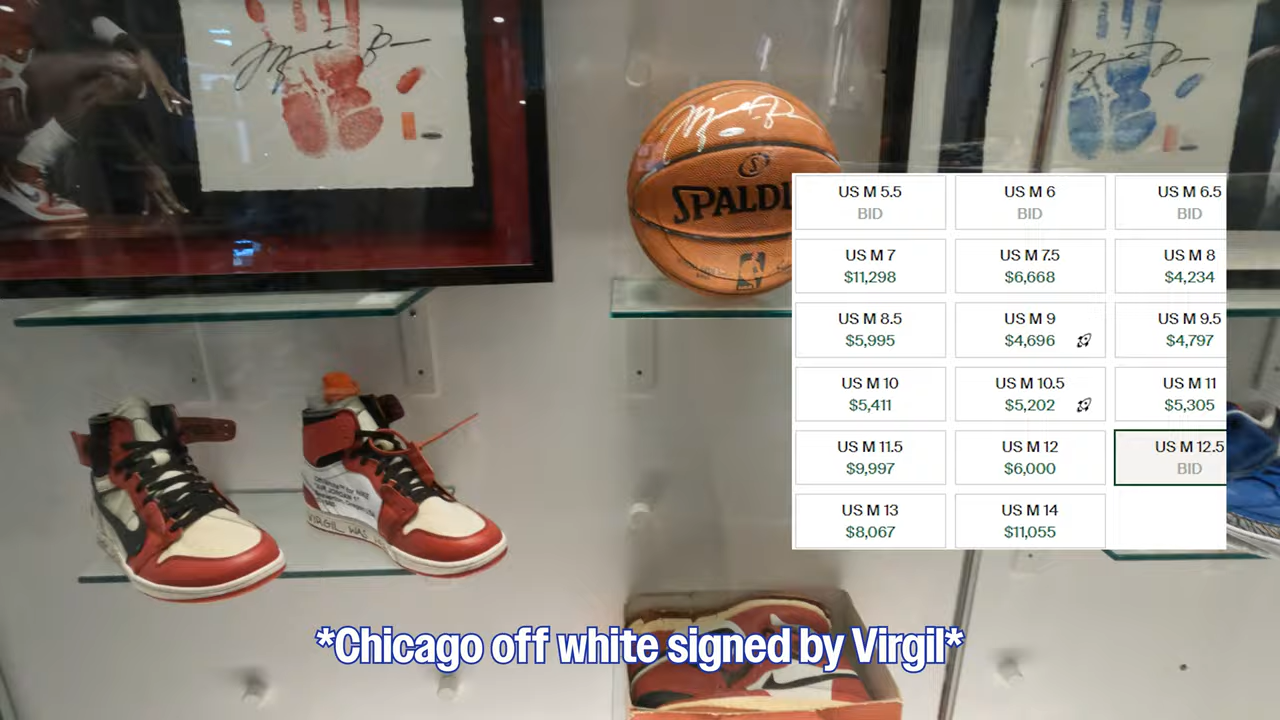 SPALDI
US M 5.5
BID
US M 6
BID
US M 6.5
BID
US M 7
$11,298
US M 7.5
$6,668
US M 8
$4,234
US M 8.5
$5,995
US M 9
$4,696
US M 9.5
$4,797
US M 10
$5,411
US M 10.5
$5,202
US M 11
$5,305
US M 11.5
$9,997
US M 12
$6,000
US M 12.5
BID
US M 13
$8,067
US M 14
$11,055
VIRGIL WAS
*Chicago off white signed by Virgil*